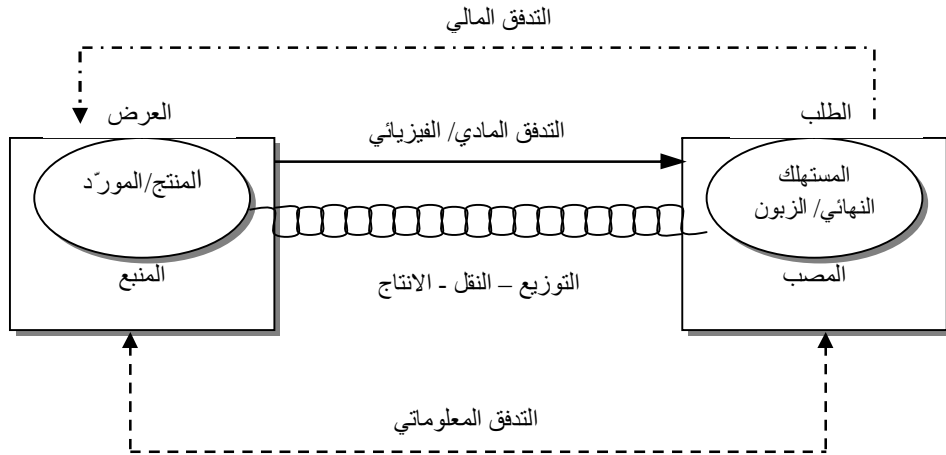 التدفق المالي
الطلب
العرض
التدفق المادي/ الفيزيائي
المستهلك
النهائي/ الزبون
المنتج/المورّد
المصب
المنبع
التوزيع – النقل - الانتاج
التدفق المعلوماتي